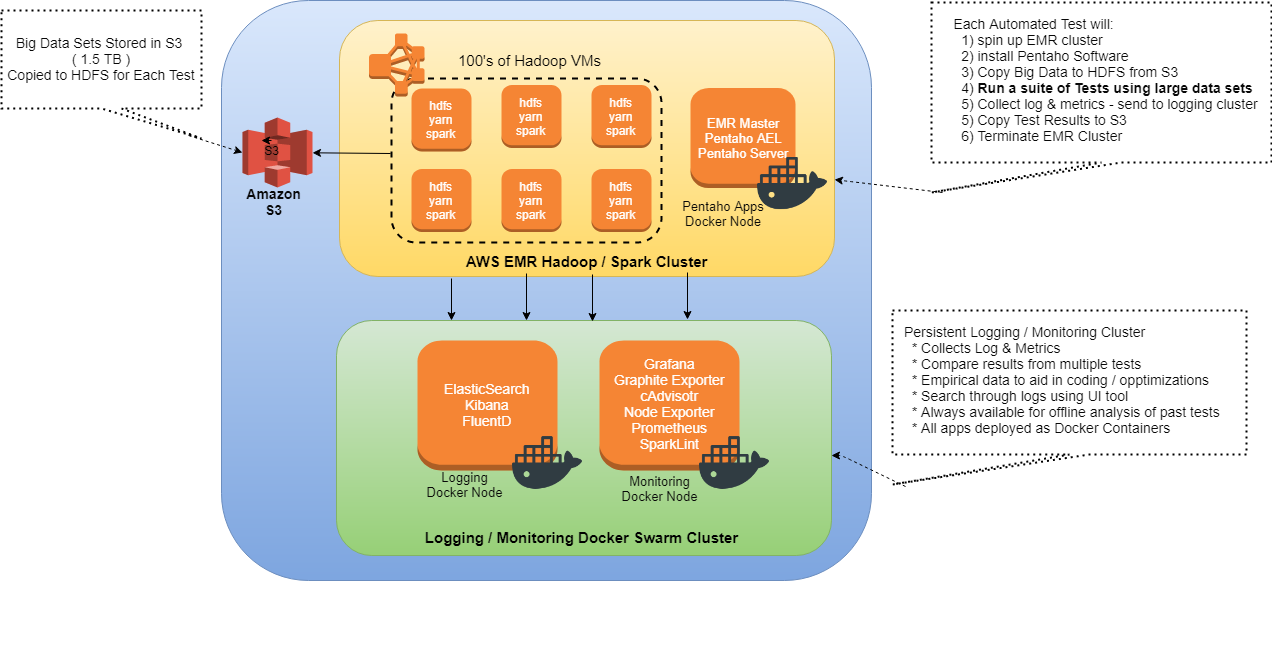 Big Data Sets Stored in S3
( 1.5 TB )
Copied to HDFS for Each Test
S3
Amazon
S3
100's of Hadoop VMs
hdfs
yarn
spark
hdfs
yarn
spark
hdfs
yarn
spark
hdfs
yarn
spark
hdfs
yarn
spark
hdfs
yarn
spark
EMR Master
Pentaho AEL
Pentaho Server
Pentaho Apps
Docker Node
AWS EMR Hadoop / Spark Cluster
Each Automated Test will:
1) spin up EMR cluster
2) install Pentaho Software
3) Copy Big Data to HDFS from S3
4) Run a suite of Tests using large data sets
5) Collect log & metrics - send to logging cluster
5) Copy Test Results to S3
6) Terminate EMR Cluster
ElasticSearch
Kibana
FluentD
Logging
Docker Node
Grafana
Graphite Exporter
cAdvisotr
Node Exporter
Prometheus
SparkLint
Monitoring
Docker Node
Logging / Monitoring Docker Swarm Cluster
Persistent Logging / Monitoring Cluster
* Collects Log & Metrics
* Compare results from multiple tests
* Empirical data to aid in coding / opptimizations
* Search through logs using UI tool
* Always available for offline analysis of past tests
* All apps deployed as Docker Containers